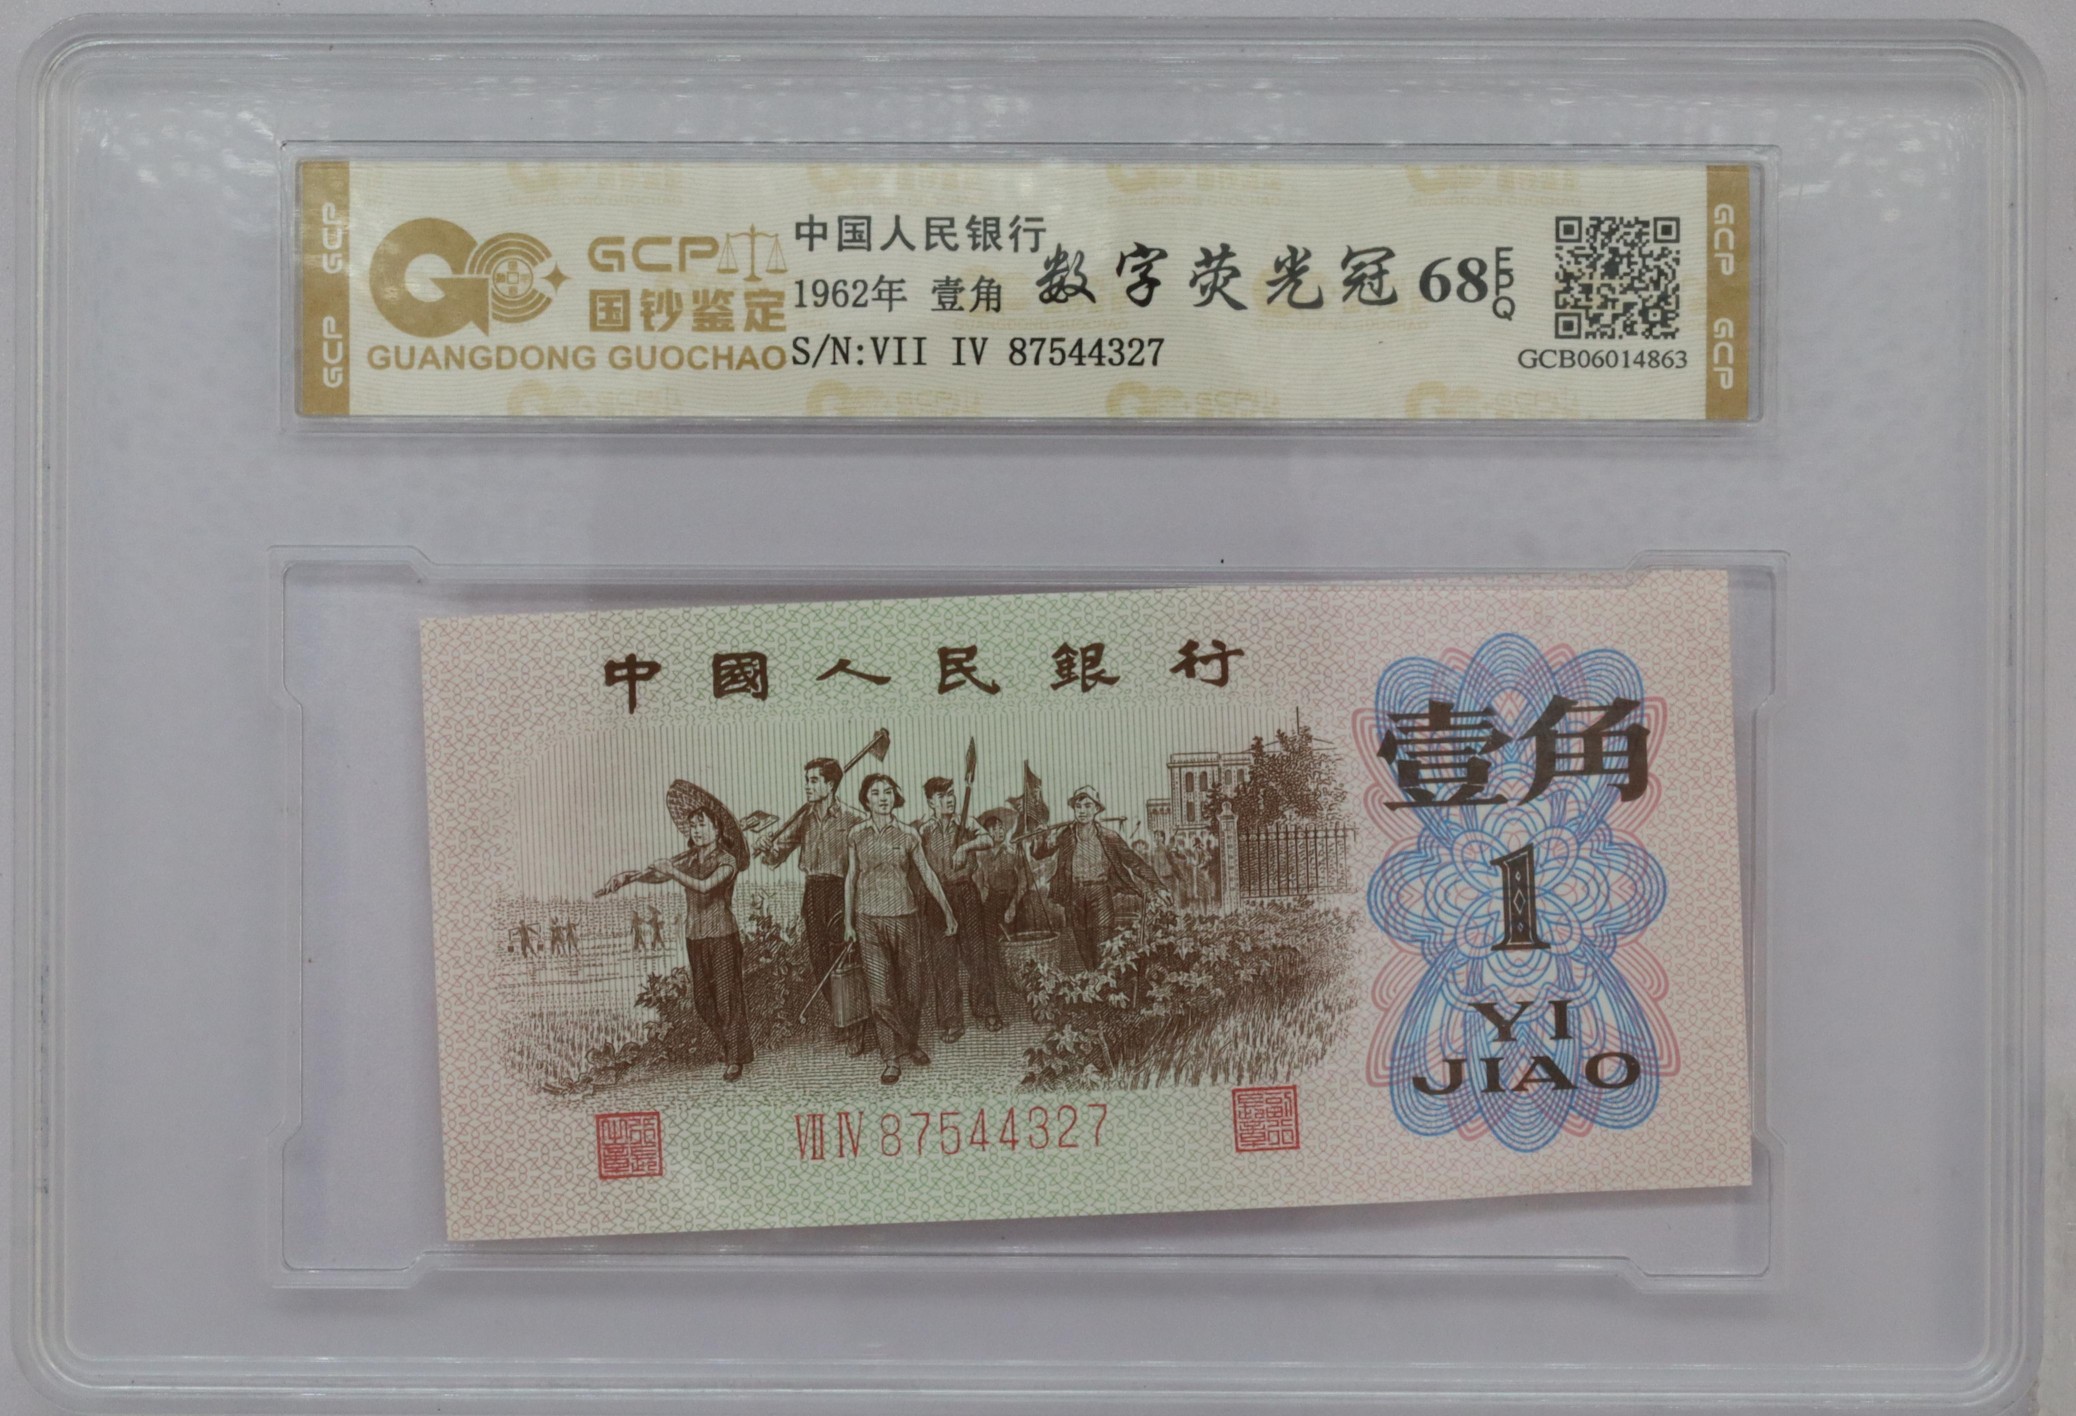 GCP
国钞鉴定
GUANGDONG GUOCHAO
中国人民银行
1962年 壹角
S/N:VII IV 87544327
数字荧光冠 68 EPQ
GCB06014863
GCP
GCP
GCP
GCP
中國人民銀行
壹角
1
YI
JIAO
VII IV 87544327